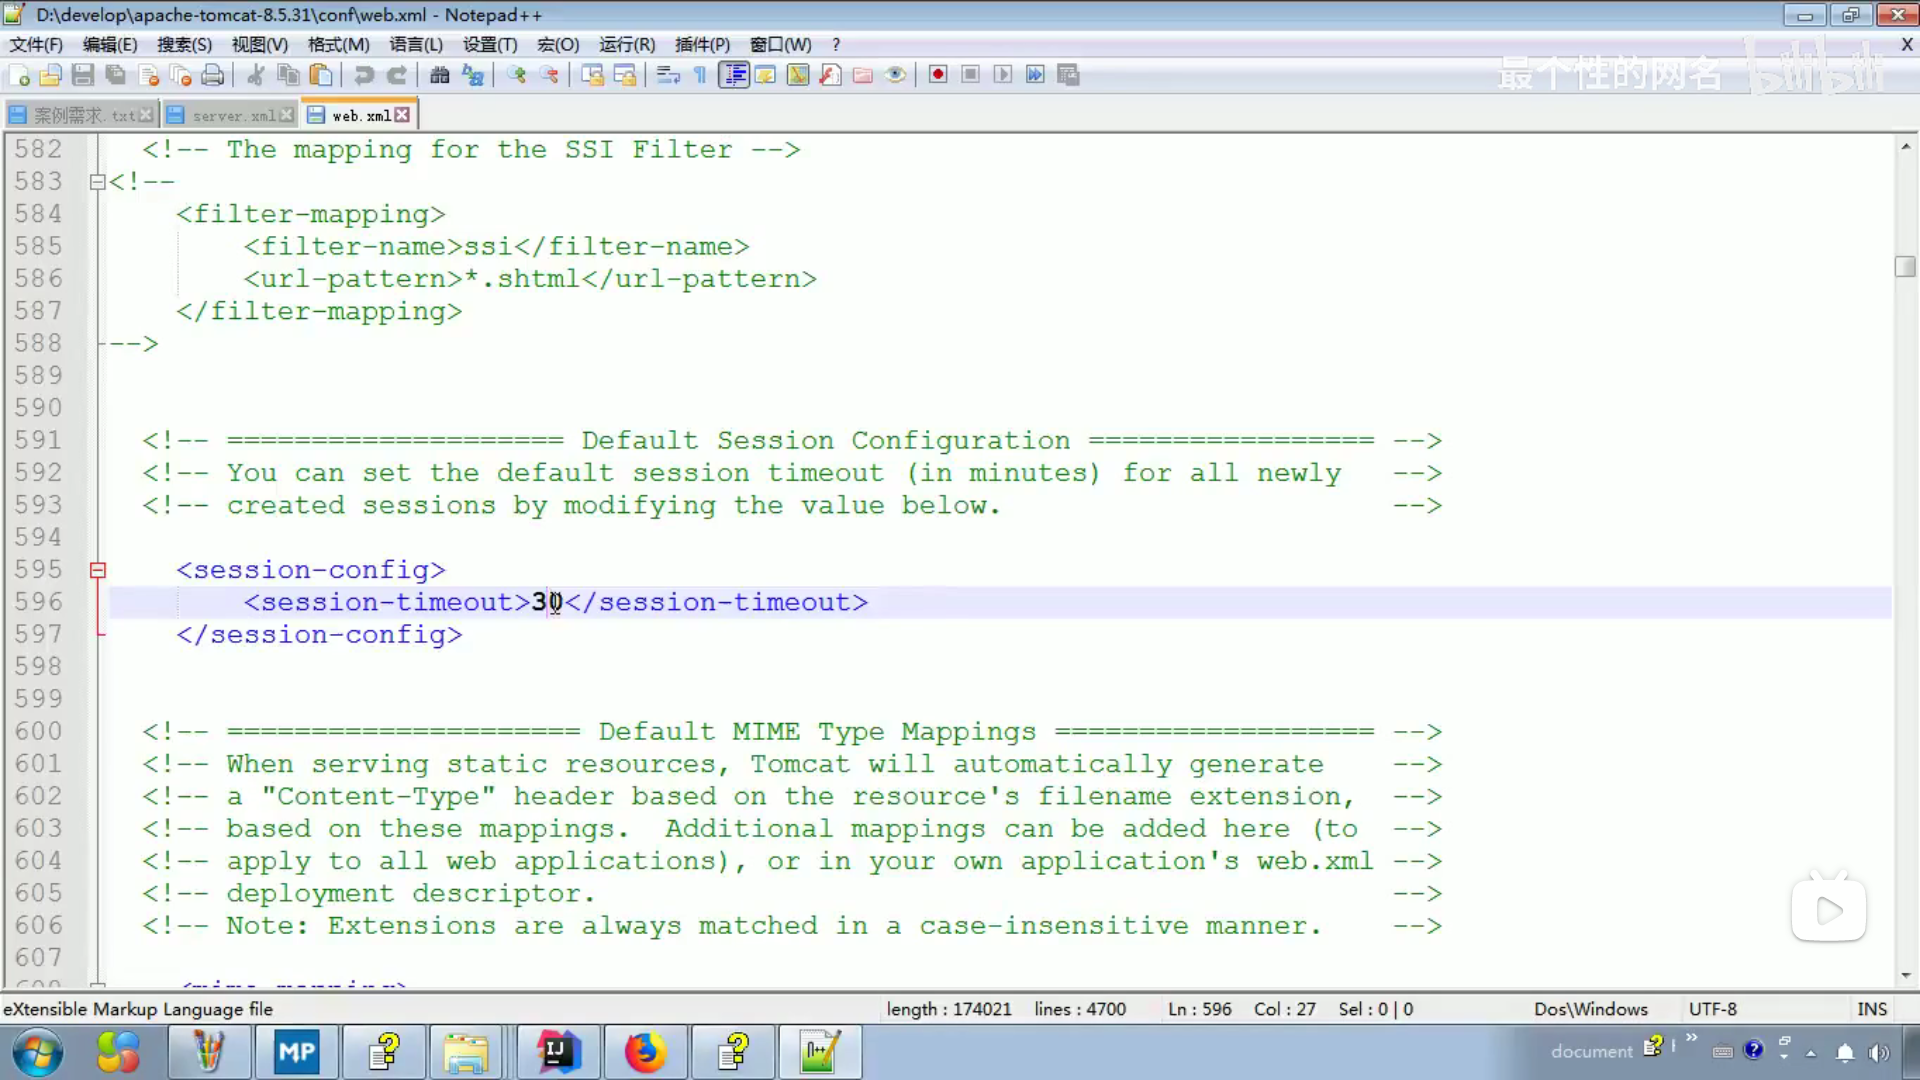 D:\develop\apache-tomcat-8.5.31\conf\web.xml - Notepad++
文件(F) 编辑(E) 搜索(S) 视图(V) 格式(M) 语言(L) 设置(T) 宏(O) 运行(R) 插件(P) 窗口(W) ? X
最个性的网名 bilibili
案例需求.txt server.xml web.xml
582 <!-- The mapping for the SSI Filter -->
583 <!--
584 <filter-mapping>
585 <filter-name>ssi</filter-name>
586 <url-pattern>*.shtml</url-pattern>
587 </filter-mapping>
588 -->
589
590
591 <!-- ==================== Default Session Configuration ================= -->
592 <!-- You can set the default session timeout (in minutes) for all newly -->
593 <!-- created sessions by modifying the value below. -->
594
595 <session-config>
596 <session-timeout>30</session-timeout>
597 </session-config>
598
599
600 <!-- ===================== Default MIME Type Mappings =================== -->
601 <!-- When serving static resources, Tomcat will automatically generate -->
602 <!-- a "Content-Type" header based on the resource's filename extension, -->
603 <!-- based on these mappings. Additional mappings can be added here (to -->
604 <!-- apply to all web applications), or in your own application's web.xml -->
605 <!-- deployment descriptor. -->
606 <!-- Note: Extensions are always matched in a case-insensitive manner. -->
607
608 <mime-mapping>
eXtensible Markup Language file length : 174021 lines : 4700 Ln : 596 Col : 27 Sel : 0 | 0 Dos\Windows UTF-8 INS
MP IJ n++ document